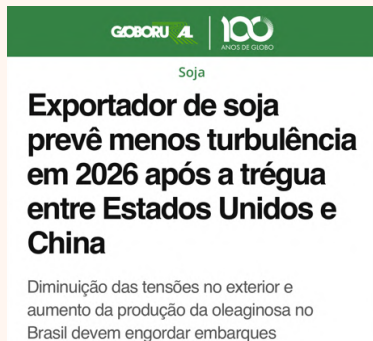 GLOBORURAL 100
ANOS DE GLOBO
Soja
Exportador de soja
prevê menos turbulência
em 2026 após a trégua
entre Estados Unidos e
China
Diminuição das tensões no exterior e
aumento da produção da oleaginosa no
Brasil devem engordar embarques